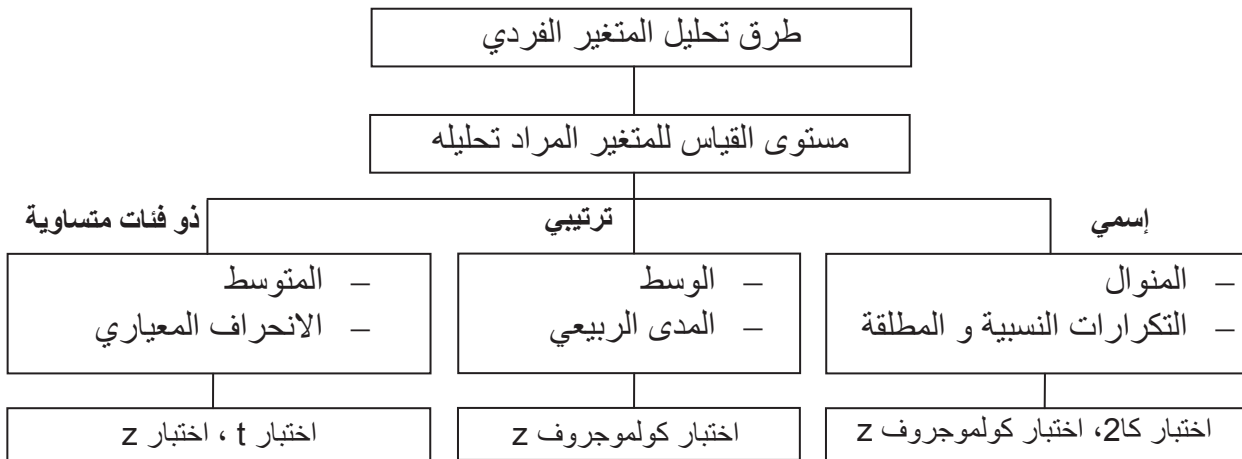 طرق تحليل المتغير الفردي
مستوى القياس للمتغير المراد تحليله
إسمي
ترتيبي
ذو فئات متساوية
– المنوال
– التكرارات النسبية و المطلقة
– الوسط
– المدى الربيعي
– المتوسط
– الانحراف المعياري
اختبار كا2، اختبار كولموجروف z
اختبار كولموجروف z
اختبار t ، اختبار z